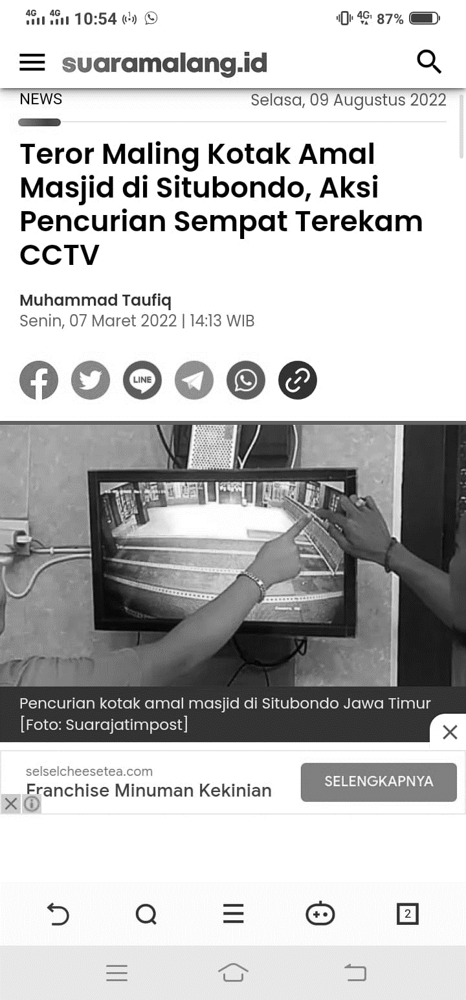 4G 4G 10:54 4G 87%
suaramalang.id
NEWS Selasa, 09 Augustus 2022
Teror Maling Kotak Amal
Masjid di Situbondo, Aksi
Pencurian Sempat Terekam
CCTV
Muhammad Taufiq
Senin, 07 Maret 2022 | 14:13 WIB
LINE
Pencurian kotak amal masjid di Situbondo Jawa Timur
[Foto: Suarajatimpost]
selselcheesetea.com
Franchise Minuman Kekinian
SELENGKAPNYA
2